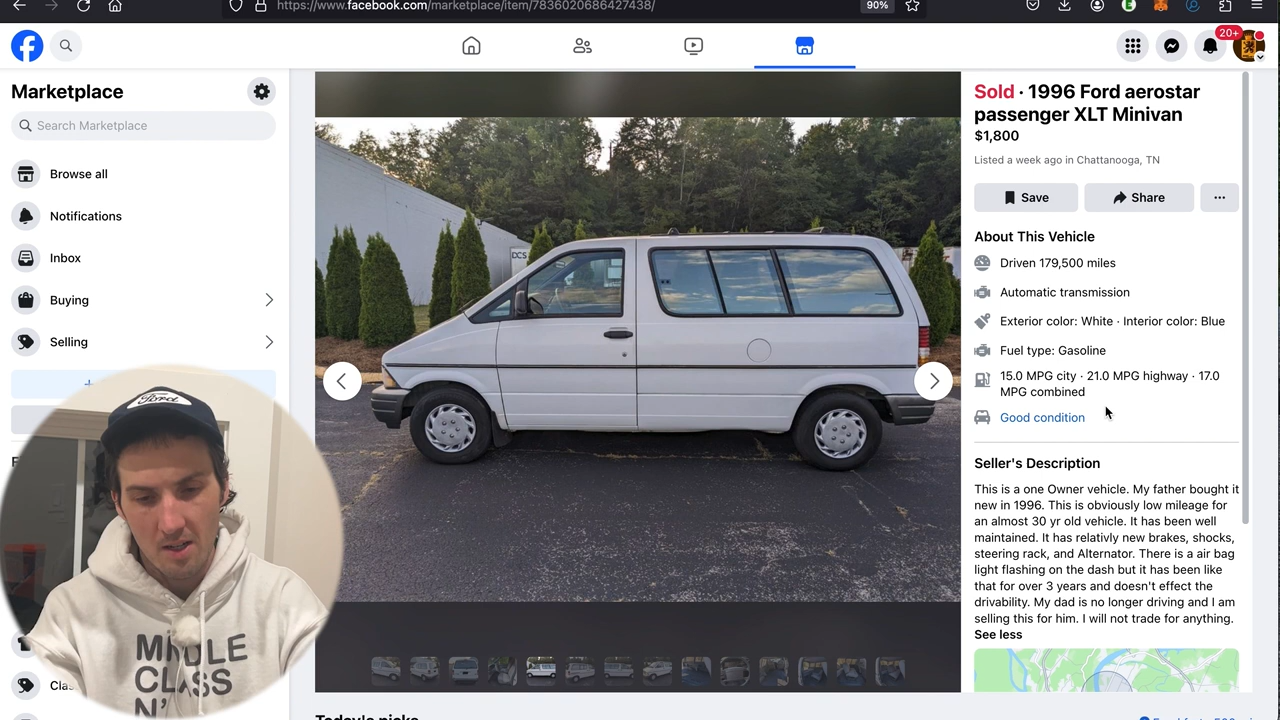 https://www.facebook.com/marketplace/item/7836020686427438/
90%
20+
Marketplace
Search Marketplace
Browse all
Notifications
Inbox
Buying
Selling
Ford
MIDDLE
CLASS
N'
DCS
Sold · 1996 Ford aerostar
passenger XLT Minivan
$1,800
Listed a week ago in Chattanooga, TN
Save
Share
About This Vehicle
Driven 179,500 miles
Automatic transmission
Exterior color: White · Interior color: Blue
Fuel type: Gasoline
15.0 MPG city · 21.0 MPG highway · 17.0
MPG combined
Good condition
Seller's Description
This is a one Owner vehicle. My father bought it
new in 1996. This is obviously low mileage for
an almost 30 yr old vehicle. It has been well
maintained. It has relativly new brakes, shocks,
steering rack, and Alternator. There is a air bag
light flashing on the dash but it has been like
that for over 3 years and doesn't effect the
drivability. My dad is no longer driving and I am
selling this for him. I will not trade for anything.
See less
Today's picks